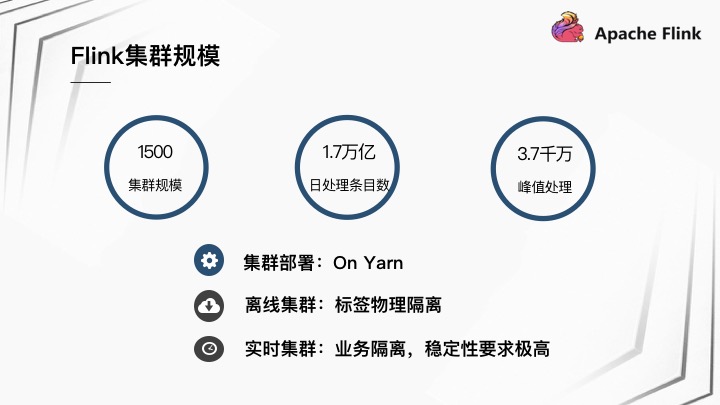 Apache Flink
Flink集群规模
1500
集群规模
1.7万亿
日处理条目数
3.7千万
峰值处理
集群部署：On Yarn
离线集群：标签物理隔离
实时集群：业务隔离，稳定性要求极高